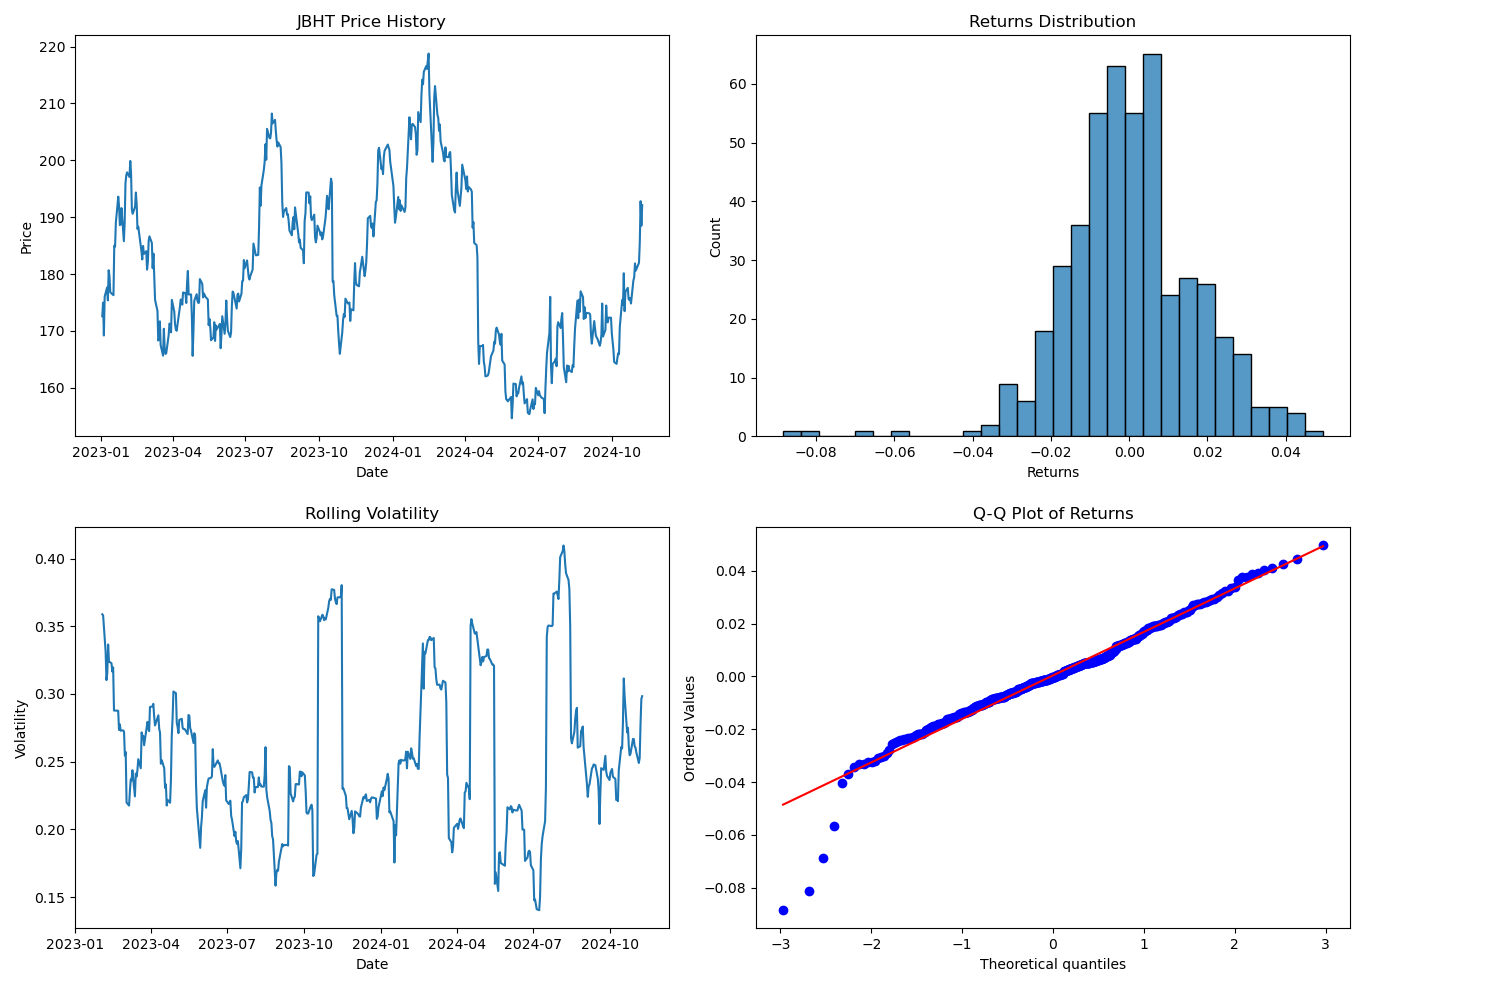 JBHT Price History
Price
220
210
200
190
180
170
160
2023-01 2023-04 2023-07 2023-10 2024-01 2024-04 2024-07 2024-10
Date
Returns Distribution
Count
60
50
40
30
20
10
0
−0.08 −0.06 −0.04 −0.02 0.00 0.02 0.04
Returns
Rolling Volatility
Volatility
0.40
0.35
0.30
0.25
0.20
0.15
2023-01 2023-04 2023-07 2023-10 2024-01 2024-04 2024-07 2024-10
Date
Q-Q Plot of Returns
Ordered Values
0.04
0.02
0.00
−0.02
−0.04
−0.06
−0.08
−3 −2 −1 0 1 2 3
Theoretical quantiles